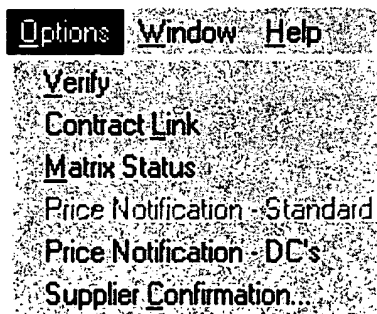 Options Window Help
Verify
Contract Link
Matrix Status
Price Notification - Standard
Price Notification - DC's
Supplier Confirmation...